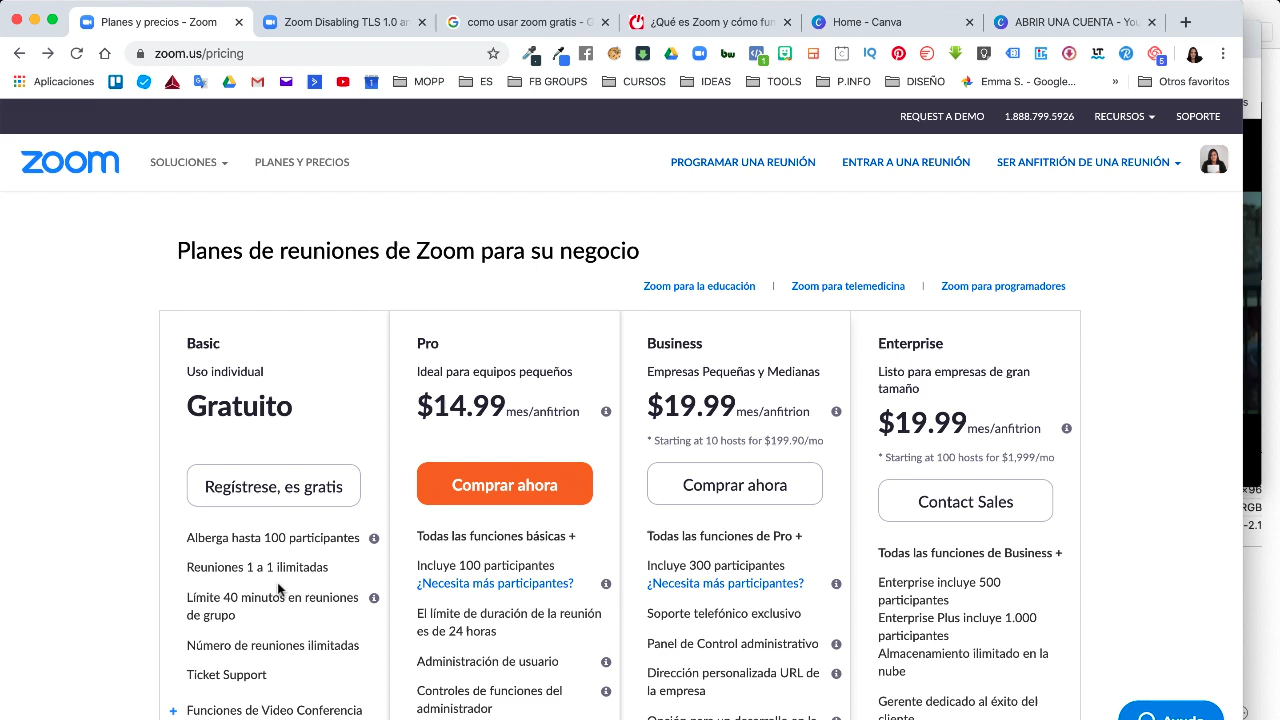 Planes y precios - Zoom
Zoom Disabling TLS 1.0 ar
como usar zoom gratis - G
¿Qué es Zoom y cómo fun
Home - Canva
ABRIR UNA CUENTA - You
zoom.us/pricing
Aplicaciones
MOPP
ES
FB GROUPS
CURSOS
IDEAS
TOOLS
P.INFO
DISEÑO
Emma S. - Google...
»
Otros favoritos
REQUEST A DEMO
1.888.799.5926
RECURSOS
SOPORTE
zoom
SOLUCIONES
PLANES Y PRECIOS
PROGRAMAR UNA REUNIÓN
ENTRAR A UNA REUNIÓN
SER ANFITRIÓN DE UNA REUNIÓN
Planes de reuniones de Zoom para su negocio
Zoom para la educación | Zoom para telemedicina | Zoom para programadores
Basic
Uso individual
Gratuito
Regístrese, es gratis
Alberga hasta 100 participantes
Reuniones 1 a 1 ilimitadas
Límite 40 minutos en reuniones
de grupo
Número de reuniones ilimitadas
Ticket Support
+ Funciones de Video Conferencia
Pro
Ideal para equipos pequeños
$14.99mes/anfitrion
Comprar ahora
Todas las funciones básicas +
Incluye 100 participantes
¿Necesita más participantes?
El límite de duración de la reunión
es de 24 horas
Administración de usuario
Controles de funciones del
administrador
Business
Empresas Pequeñas y Medianas
$19.99mes/anfitrion
* Starting at 10 hosts for $199.90/mo
Comprar ahora
Todas las funciones de Pro +
Incluye 300 participantes
¿Necesita más participantes?
Soporte telefónico exclusivo
Panel de Control administrativo
Dirección personalizada URL de
la empresa
Enterprise
Listo para empresas de gran
tamaño
$19.99mes/anfitrion
* Starting at 100 hosts for $1,999/mo
Contact Sales
Todas las funciones de Business +
Enterprise incluye 500
participantes
Enterprise Plus incluye 1.000
participantes
Almacenamiento ilimitado en la
nube
Gerente dedicado al éxito del
cliente
Ayuda